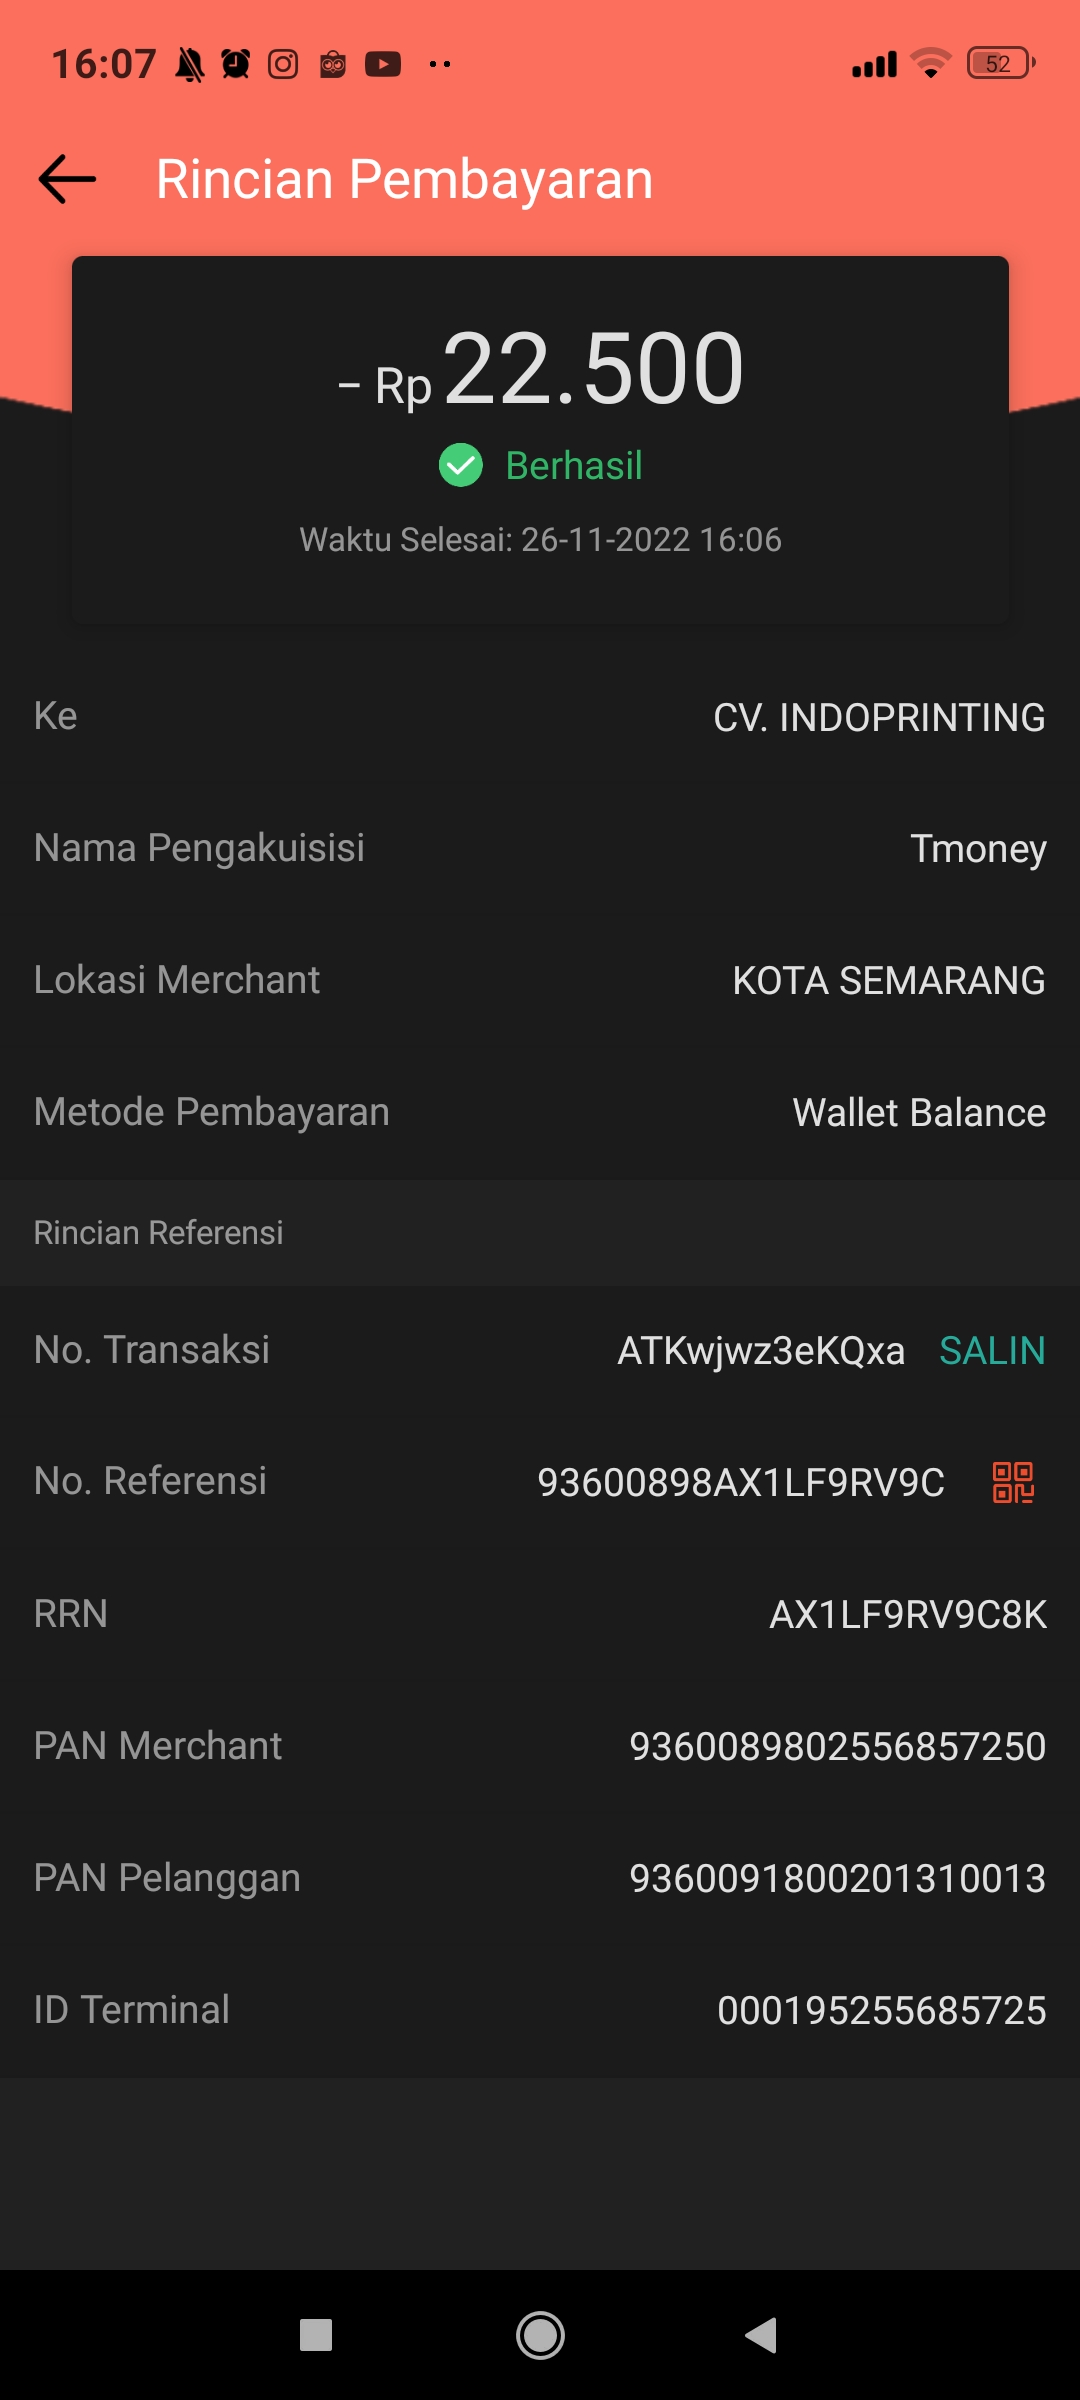 16:07
52
Rincian Pembayaran
– Rp 22.500
Berhasil
Waktu Selesai: 26-11-2022 16:06
Ke CV. INDOPRINTING
Nama Pengakuisisi Tmoney
Lokasi Merchant KOTA SEMARANG
Metode Pembayaran Wallet Balance
Rincian Referensi
No. Transaksi ATKwjwz3eKQxa SALIN
No. Referensi 93600898AX1LF9RV9C
RRN AX1LF9RV9C8K
PAN Merchant 9360089802556857250
PAN Pelanggan 9360091800201310013
ID Terminal 000195255685725